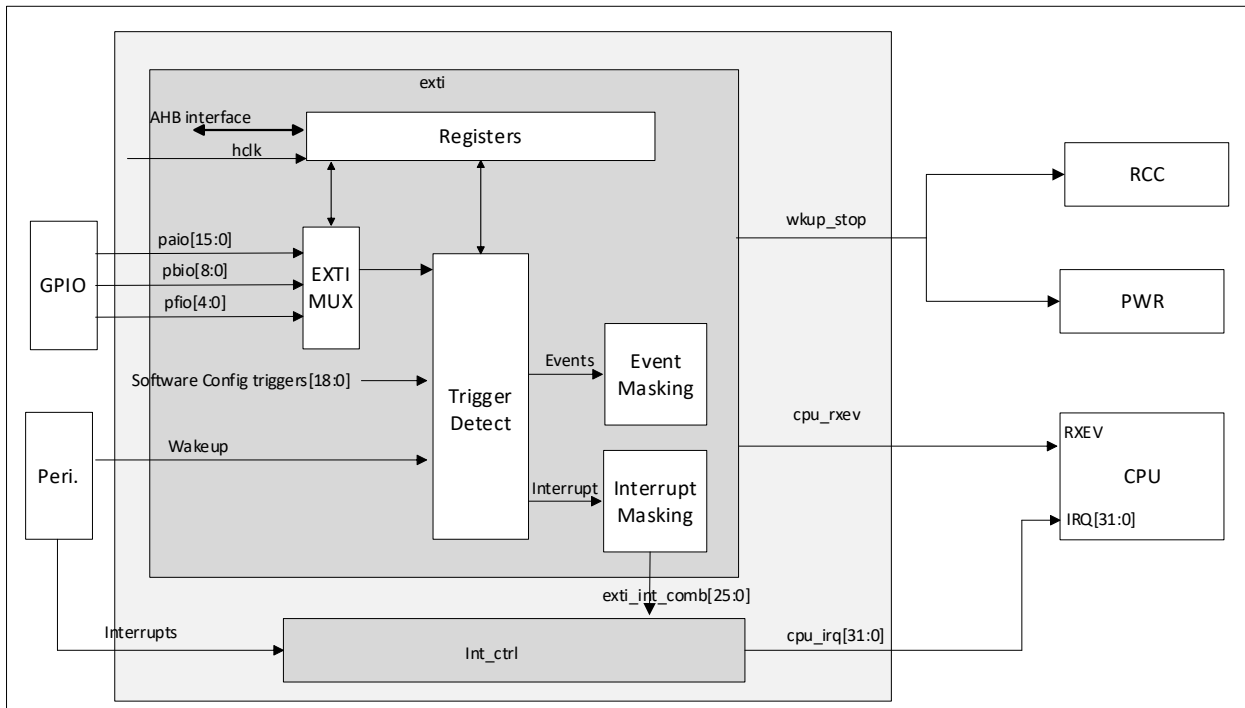 exti
AHB interface
Registers
hclk
RCC
wkup_stop
paio[15:0]
pbio[8:0]
pfio[4:0]
GPIO
EXTI
MUX
PWR
Events
Event
Masking
Software Config triggers[18:0]
Trigger
Detect
cpu_rxev
RXEV
Wakeup
Peri.
CPU
Interrupt
Interrupt
Masking
IRQ[31:0]
exti_int_comb[25:0]
Interrupts
Int_ctrl
cpu_irq[31:0]